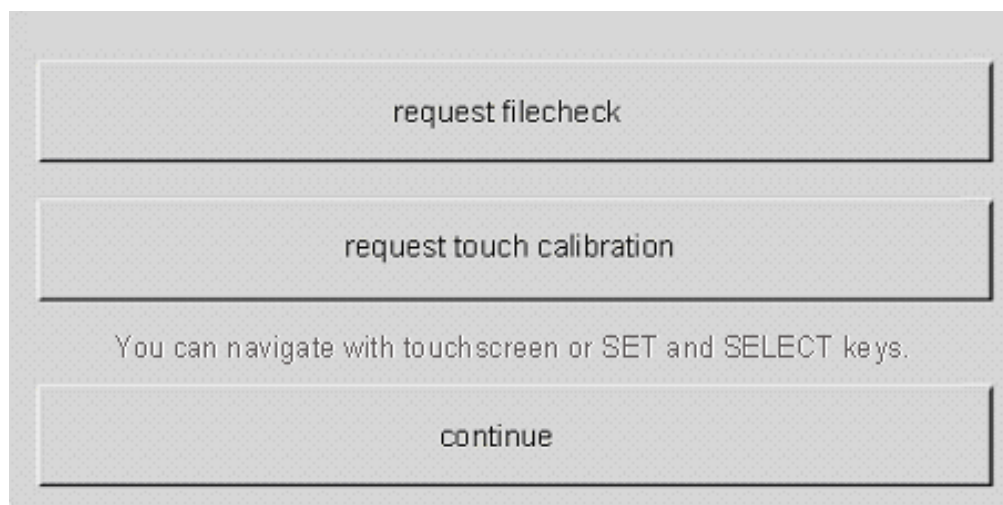 request filecheck
request touch calibration
You can navigate with touchscreen or SET and SELECT keys.
continue